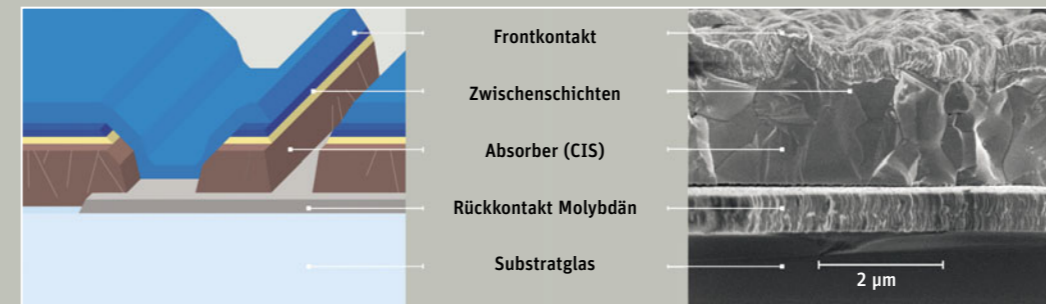 Frontkontakt
Zwischenschichten
Absorber (CIS)
Rückkontakt Molybdän
Substratglas
2 µm